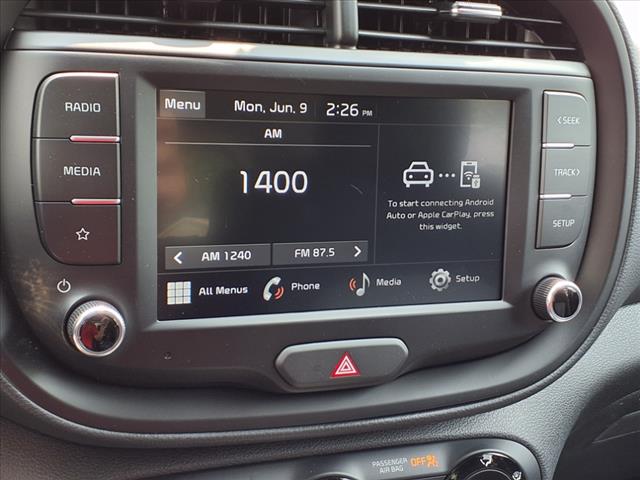 RADIO
MEDIA
Menu Mon, Jun. 9 2:26 PM
AM
1400
To start connecting Android
Auto or Apple CarPlay, press
this widget.
< AM 1240 FM 87.5 >
All Menus Phone Media Setup
<SEEK
TRACK>
SETUP
PASSENGER
AIR BAG OFF